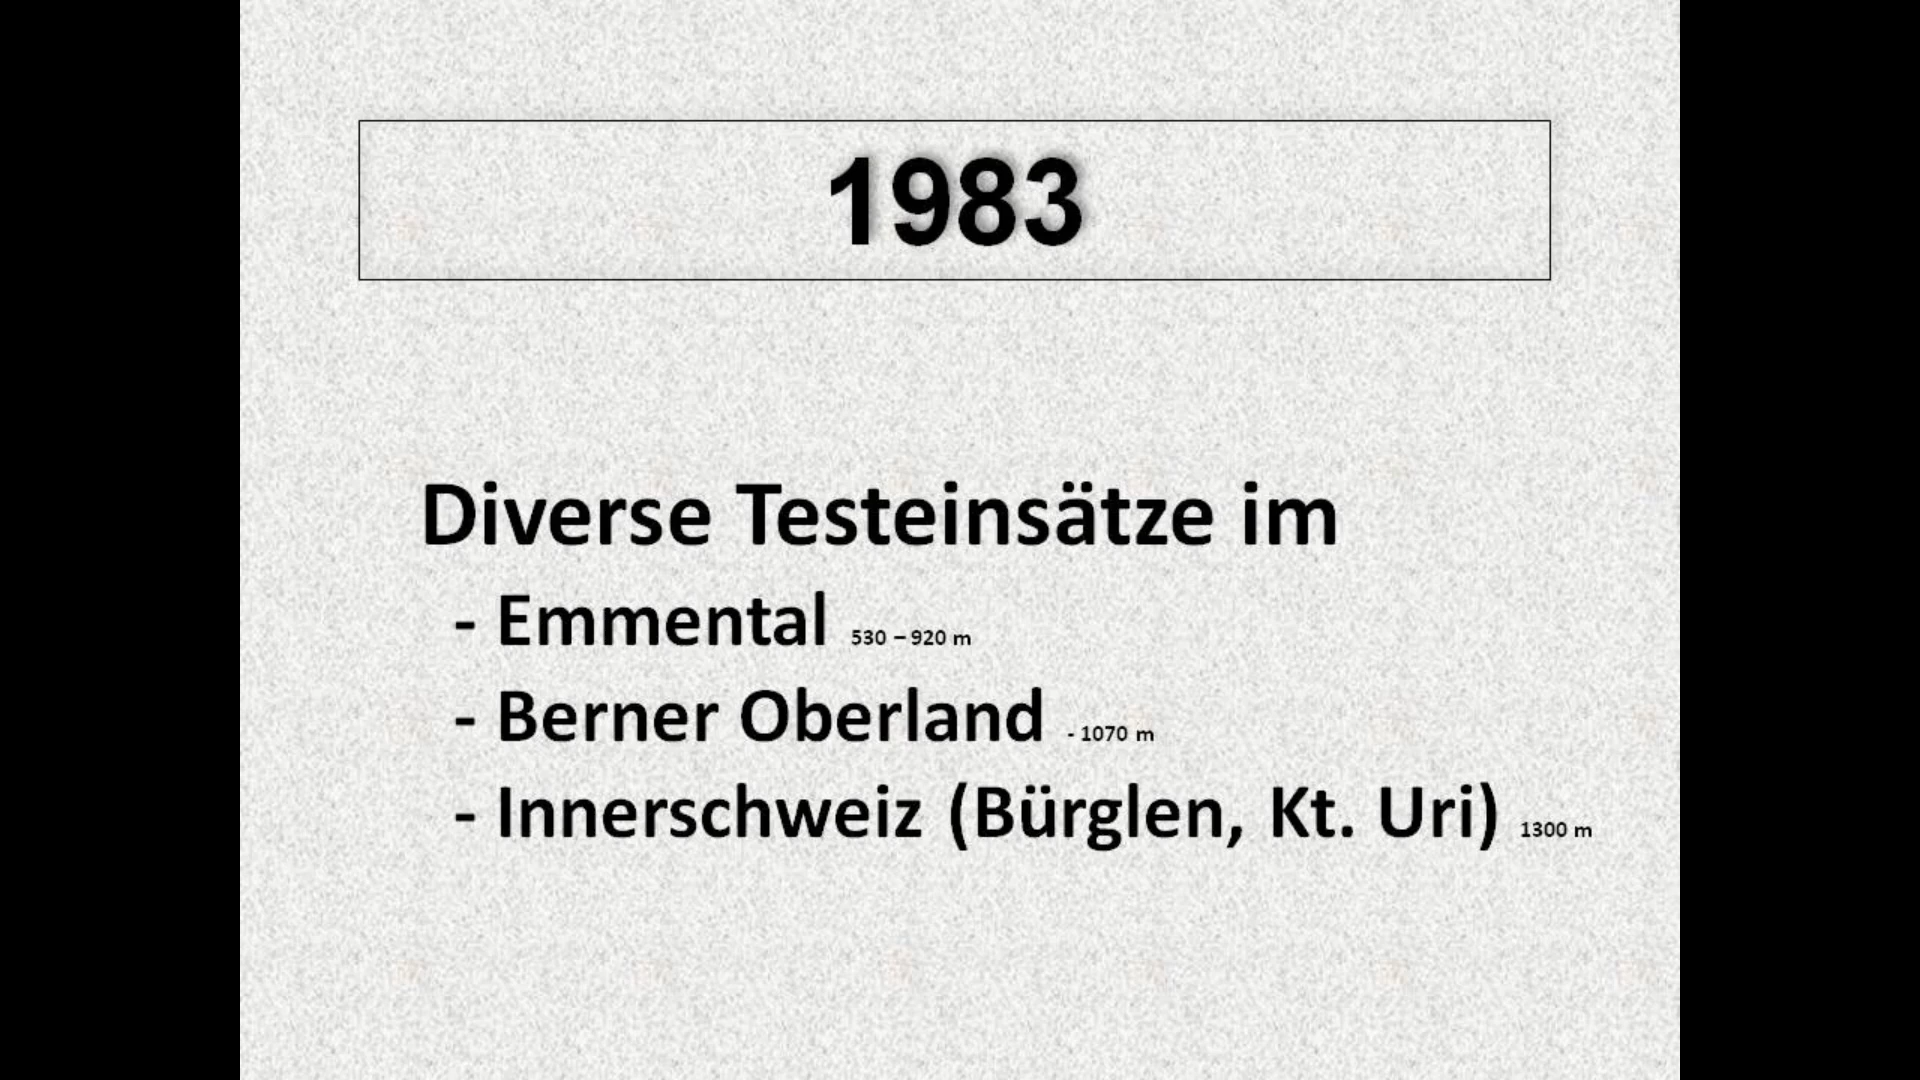 1983
Diverse Testeinsätze im
- Emmental 530 – 920 m
- Berner Oberland - 1070 m
- Innerschweiz (Bürglen, Kt. Uri) 1300 m